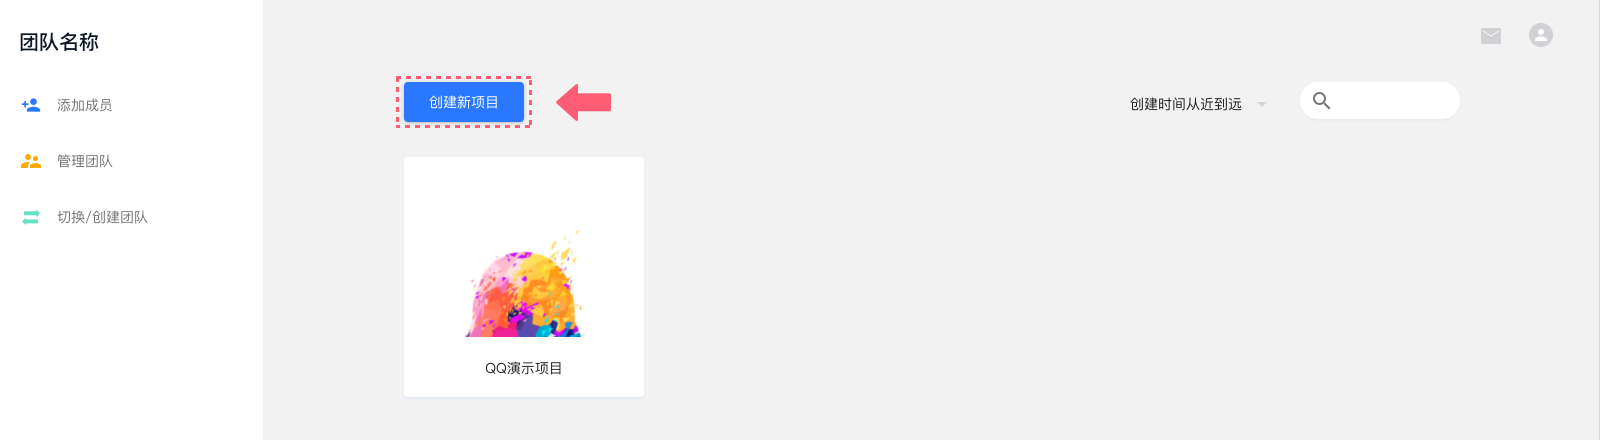 团队名称
添加成员
管理团队
切换/创建团队
创建新项目
创建时间从近到远
QQ演示项目